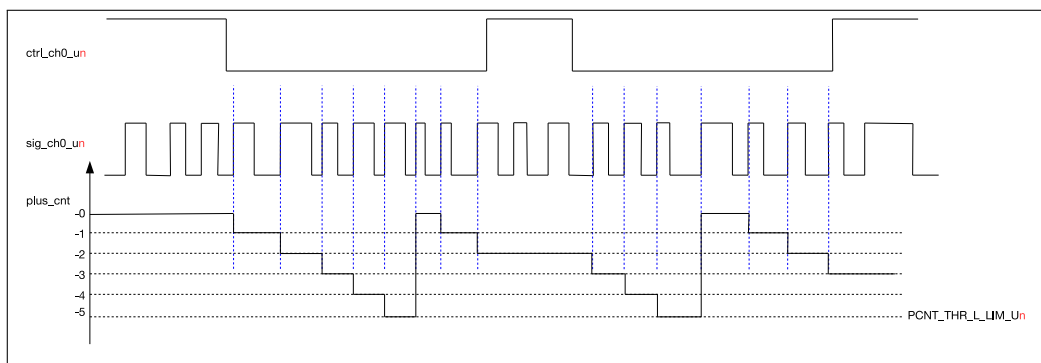 ctrl_ch0_un
sig_ch0_un
plus_cnt
-0
-1
-2
-3
-4
-5
PCNT_THR_L_LIM_Un